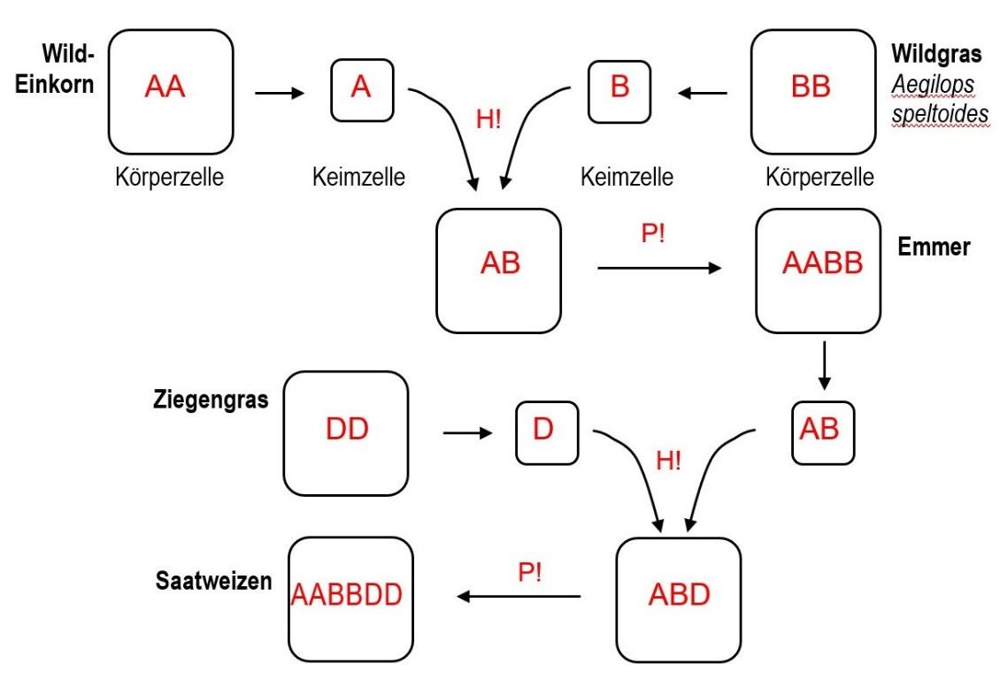 Wild-
Einkorn
AA
A
H!
B
BB
Wildgras
Aegilops
speltoides
Körperzelle
Keimzelle
Keimzelle
Körperzelle
AB
P!
AABB
Emmer
Ziegengras
DD
D
H!
AB
Saatweizen
AABBDD
P!
ABD